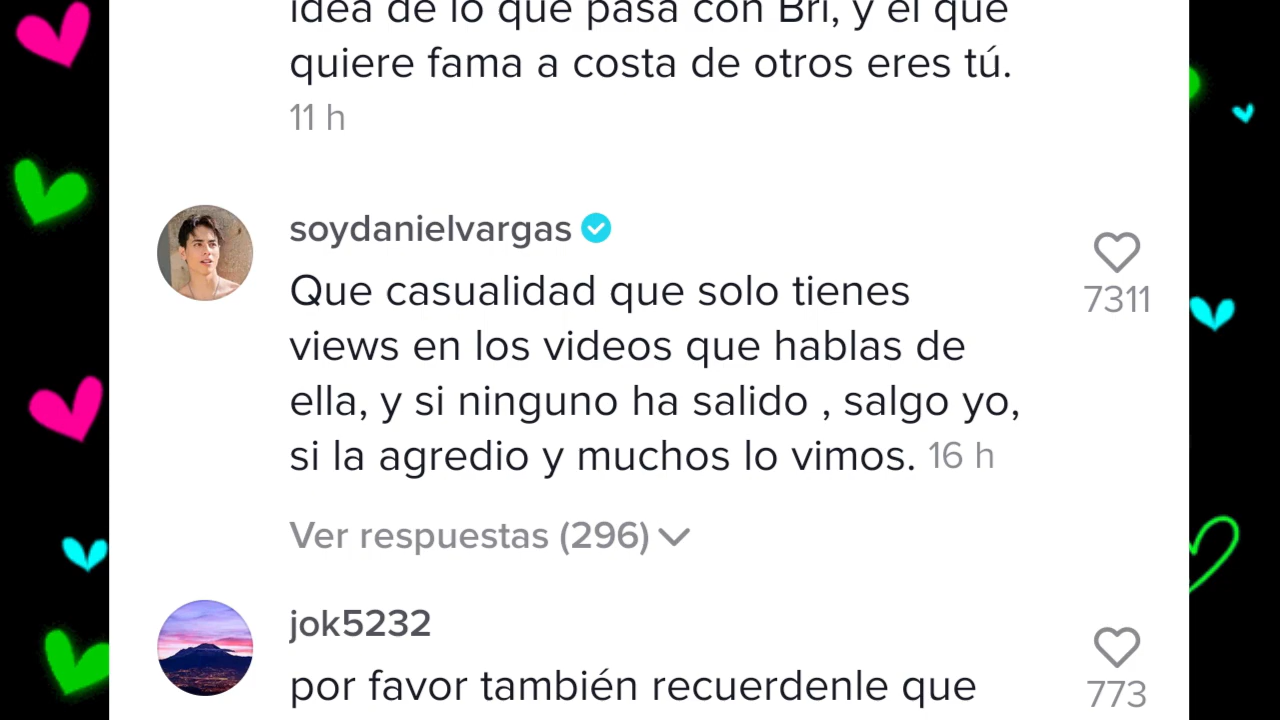 idea de lo que pasa con Bri, y el que
quiere fama a costa de otros eres tú.
11 h
soydanielvargas
Que casualidad que solo tienes
views en los videos que hablas de
ella, y si ninguno ha salido , salgo yo,
si la agredio y muchos lo vimos. 16 h
7311
Ver respuestas (296)
jok5232
por favor también recuerdenle que
773